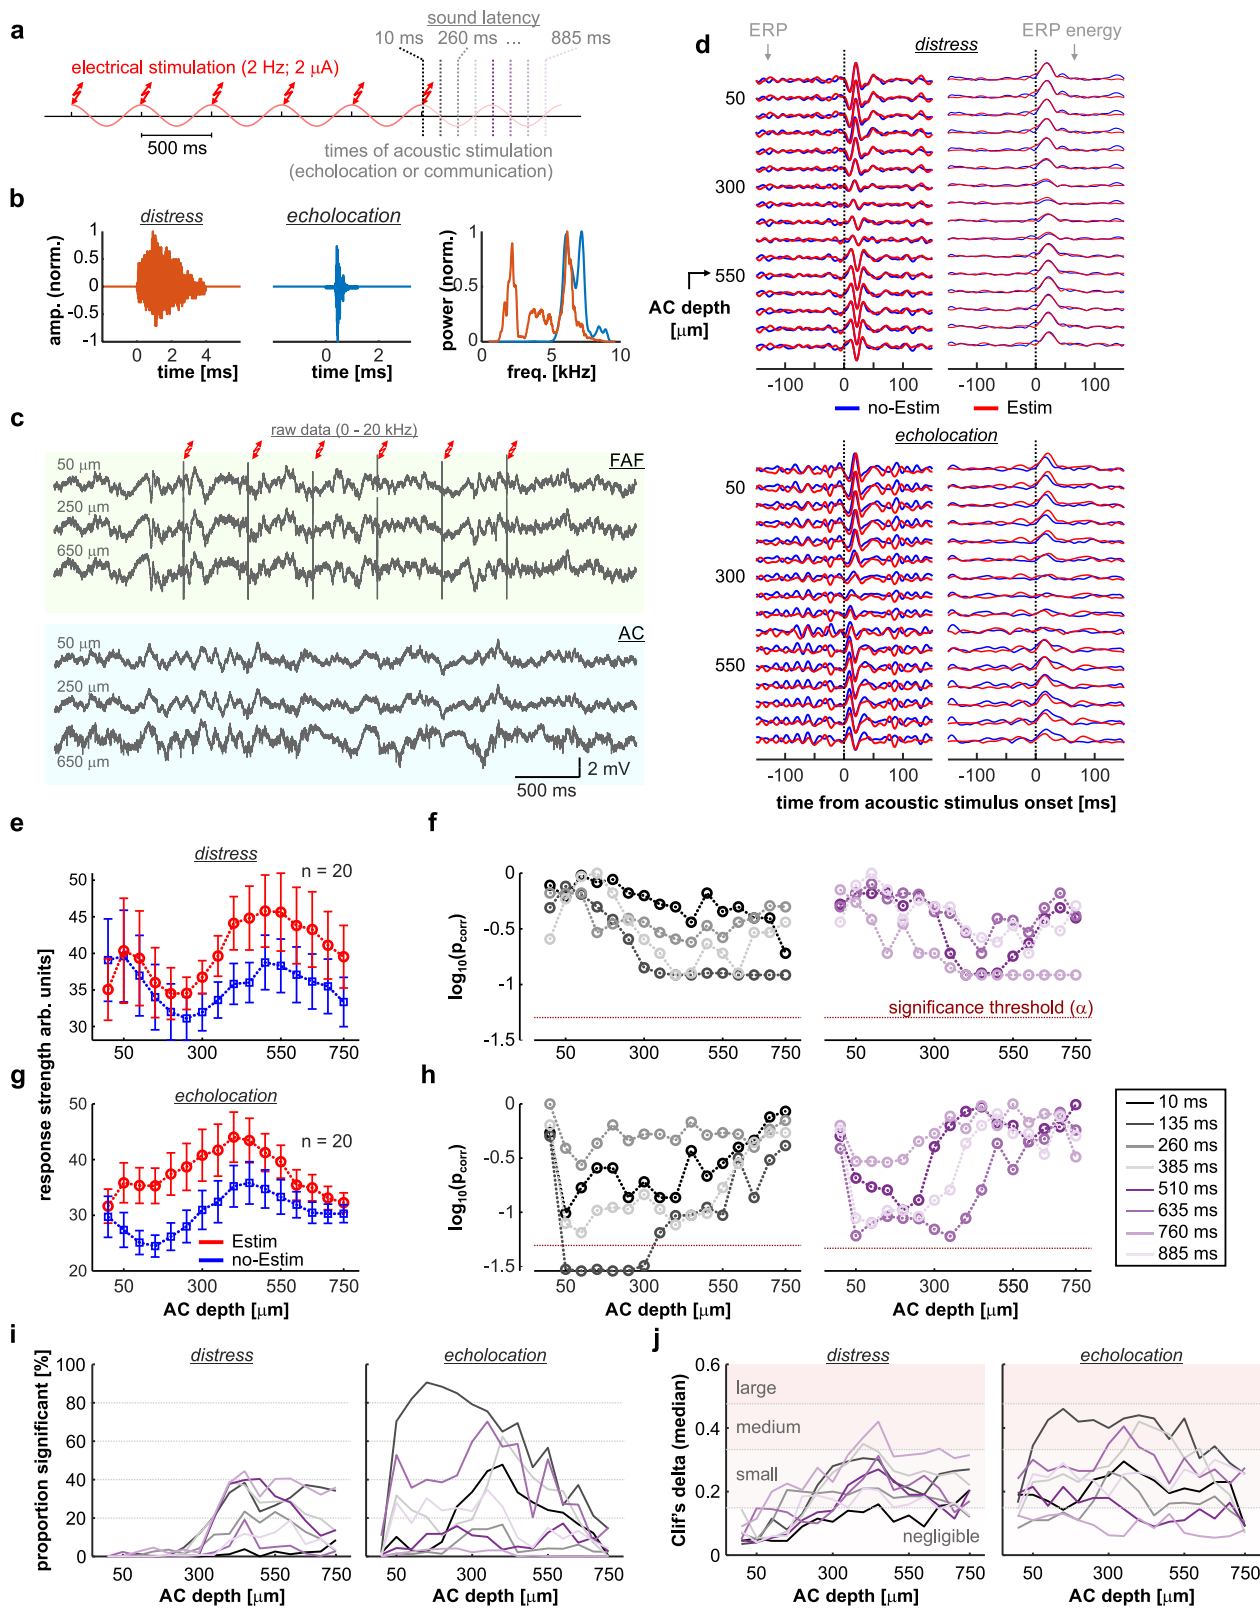 a
sound latency
10 ms 260 ms ... 885 ms
electrical stimulation (2 Hz; 2 μA)
500 ms
times of acoustic stimulation
(echolocation or communication)
b
distress
echolocation
amp. (norm.)
1
0.5
0
-0.5
-1
0 2 4
time [ms]
0 2
time [ms]
power (norm.)
1
0.5
0
0 5 10
freq. [kHz]
c
raw data (0 - 20 kHz)
FAF
50 μm
250 μm
650 μm
AC
50 μm
250 μm
650 μm
2 mV
500 ms
d
ERP
ERP energy
distress
50
300
550
AC depth
[μm]
-100 0 100
-100 0 100
no-Estim
Estim
echolocation
50
300
550
-100 0 100
-100 0 100
time from acoustic stimulus onset [ms]
e
distress
n = 20
50
45
40
35
30
50 300 550 750
response strength arb. units
f
0
-0.5
-1
-1.5
log10(pcorr)
significance threshold (α)
50 300 550 750
50 300 550 750
g
echolocation
n = 20
50
40
30
20
Estim
no-Estim
50 300 550 750
AC depth [μm]
h
0
-0.5
-1
-1.5
log10(pcorr)
50 300 550 750
AC depth [μm]
50 300 550 750
AC depth [μm]
10 ms
135 ms
260 ms
385 ms
510 ms
635 ms
760 ms
885 ms
i
distress
echolocation
proportion significant [%]
100
80
60
40
20
0
50 300 550 750
AC depth [μm]
50 300 550 750
AC depth [μm]
j
distress
echolocation
Clif's delta (median)
0.6
0.4
0.2
0
large
medium
small
negligible
50 300 550 750
AC depth [μm]
50 300 550 750
AC depth [μm]